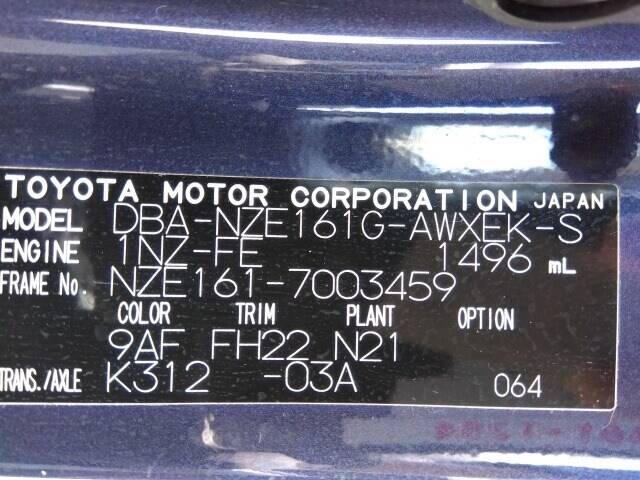 TOYOTA MOTOR CORPORATION JAPAN
MODEL DBA-NZE161G-AWXEK-S
ENGINE 1NZ-FE 1496 mL
FRAME No. NZE161-7003459
COLOR TRIM PLANT OPTION
9AF FH22 N21
TRANS./AXLE K312 -03A 064